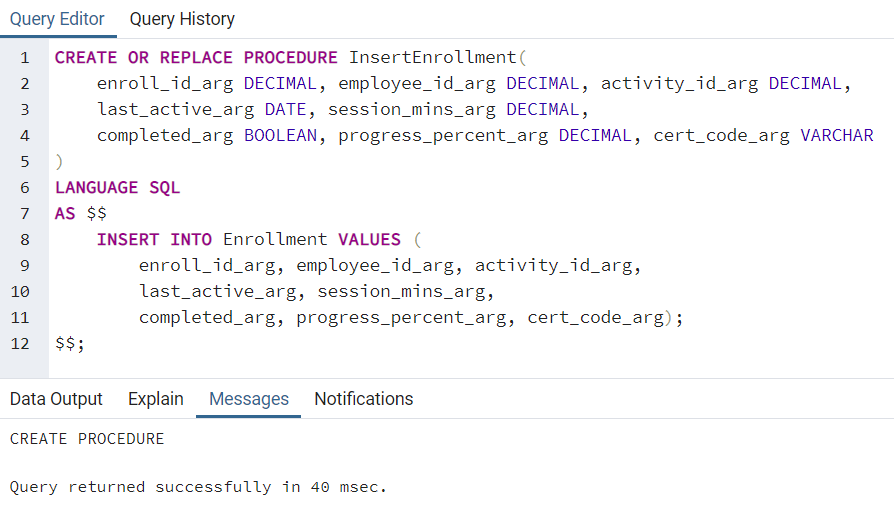 Query Editor Query History
1 CREATE OR REPLACE PROCEDURE InsertEnrollment(
2 enroll_id_arg DECIMAL, employee_id_arg DECIMAL, activity_id_arg DECIMAL,
3 last_active_arg DATE, session_mins_arg DECIMAL,
4 completed_arg BOOLEAN, progress_percent_arg DECIMAL, cert_code_arg VARCHAR
5 )
6 LANGUAGE SQL
7 AS $$
8 INSERT INTO Enrollment VALUES (
9 enroll_id_arg, employee_id_arg, activity_id_arg,
10 last_active_arg, session_mins_arg,
11 completed_arg, progress_percent_arg, cert_code_arg);
12 $$;
Data Output Explain Messages Notifications
CREATE PROCEDURE
Query returned successfully in 40 msec.